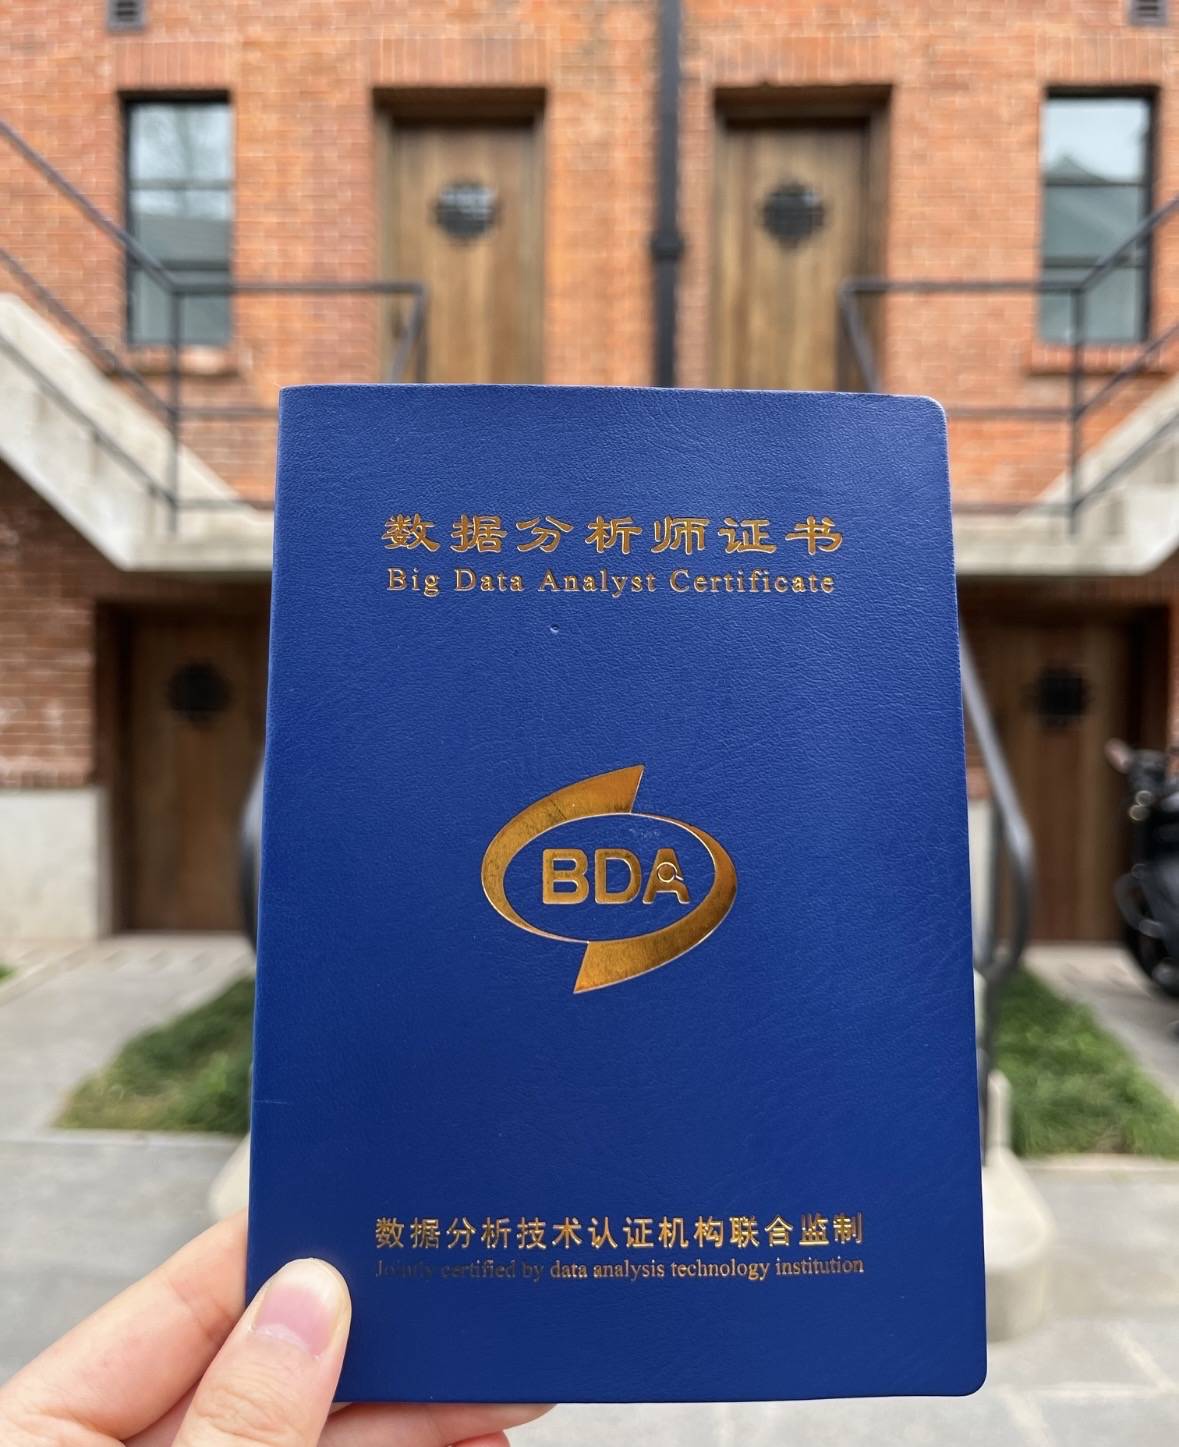 数据分析师证书
Big Data Analyst Certificate
BDA
数据分析技术认证机构联合监制
Jointly certified by data analysis technology institution